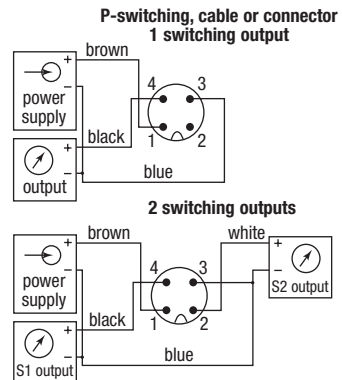 P-switching, cable or connector
1 switching output
brown
+
−
power
supply
4
3
1
2
black
+
−
output
blue
2 switching outputs
brown
white
+
−
power
supply
4
3
1
2
+
−
S2 output
black
+
−
S1 output
blue